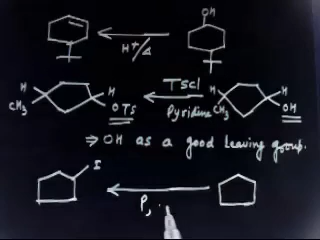 OH
H⁺/Δ
H H TsCl H H
CH₃ OTS Pyridine CH₃ OH
⇒ OH as a good leaving group.
I
P,